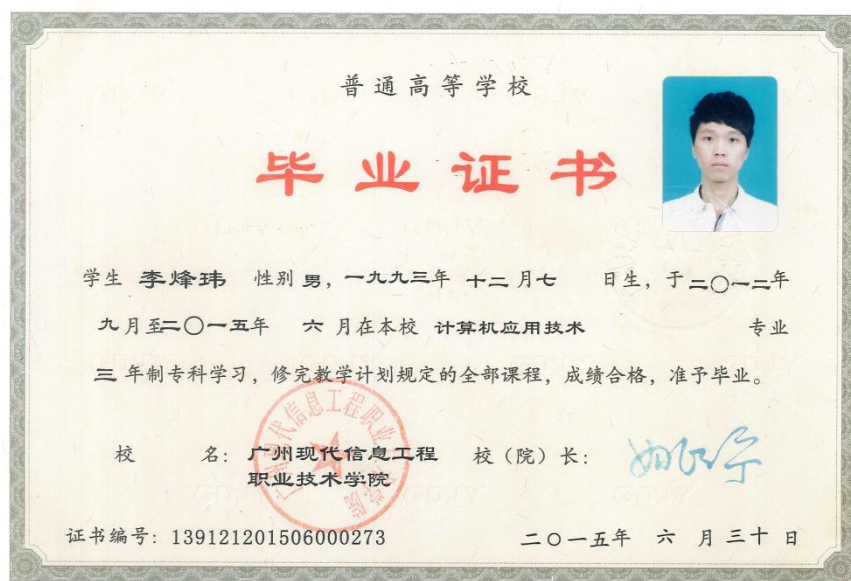 普通高等学校
毕业证书
学生 李烽玮 性别 男，一九九三年 十二 月七 日生，于二〇一二年
九月至二〇一五年 六 月在本校 计算机应用技术 专业
三 年制专科学习，修完教学计划规定的全部课程，成绩合格，准予毕业。
校 名：广州现代信息工程职业技术学院 校（院）长：
证书编号：139121201506000273 二〇一五年 六 月 三十 日